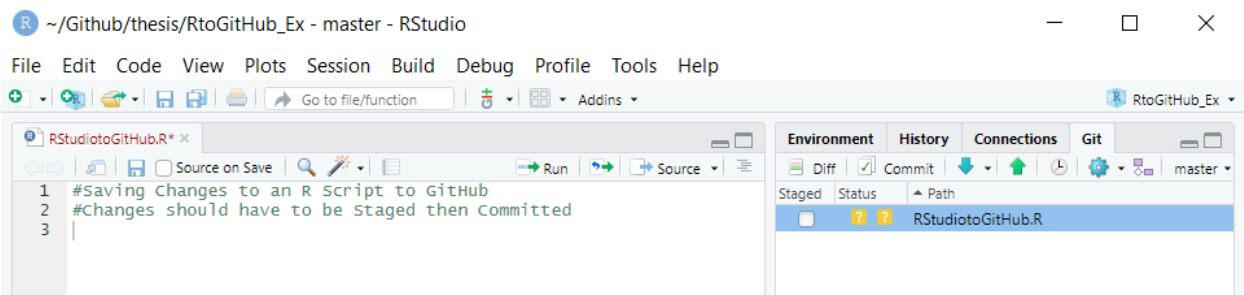 R ~/Github/thesis/RtoGitHub_Ex - master - RStudio
File Edit Code View Plots Session Build Debug Profile Tools Help
Go to file/function Addins RtoGitHub_Ex
RStudiotoGitHub.R* Environment History Connections Git
Source on Save Run Source Diff Commit master
Staged Status Path
1 #Saving Changes to an R Script to GitHub
2 #Changes should have to be Staged then Committed
3
? ? RStudiotoGitHub.R